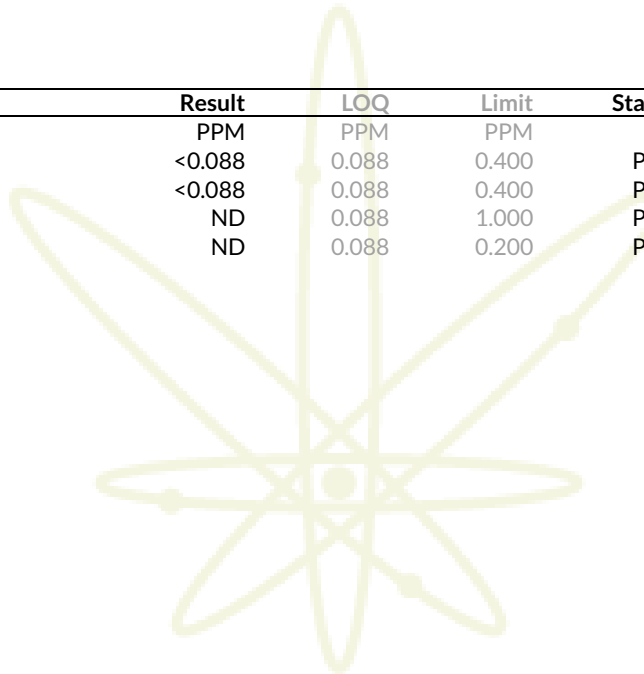 Result LOQ Limit Sta
PPM PPM PPM
<0.088 0.088 0.400 P
<0.088 0.088 0.400 P
ND 0.088 1.000 P
ND 0.088 0.200 P